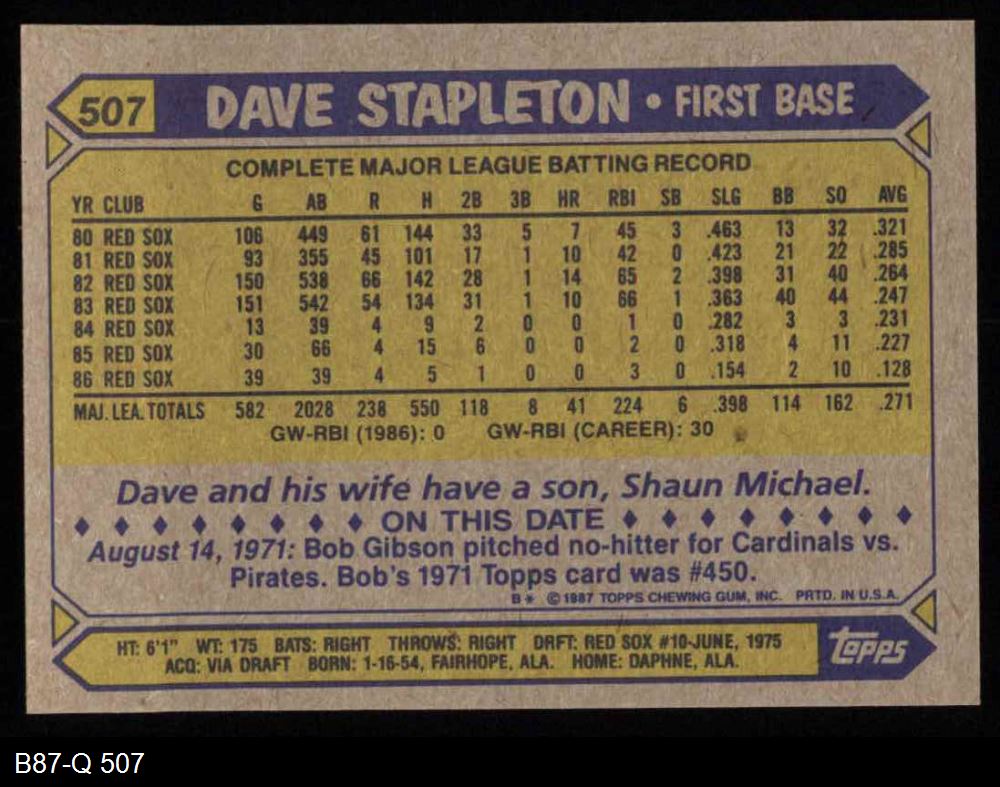 507 DAVE STAPLETON • FIRST BASE
COMPLETE MAJOR LEAGUE BATTING RECORD
YR CLUB G AB R H 2B 3B HR RBI SB SLG BB SO AVG
80 RED SOX 106 449 61 144 33 5 7 45 3 .463 13 32 .321
81 RED SOX 93 355 45 101 17 1 10 42 0 .423 21 22 .285
82 RED SOX 150 538 66 142 28 1 14 65 2 .398 31 40 .264
83 RED SOX 151 542 54 134 31 1 10 66 1 .363 40 44 .247
84 RED SOX 13 39 4 9 2 0 0 1 0 .282 3 3 .231
85 RED SOX 30 66 4 15 6 0 0 2 0 .318 4 11 .227
86 RED SOX 39 39 4 5 1 0 0 3 0 .154 2 10 .128
MAJ. LEA. TOTALS 582 2028 238 550 118 8 41 224 6 .398 114 162 .271
GW-RBI (1986): 0 GW-RBI (CAREER): 30
Dave and his wife have a son, Shaun Michael.
♦ ♦ ♦ ♦ ♦ ♦ ♦ ♦ ON THIS DATE ♦ ♦ ♦ ♦ ♦ ♦ ♦ ♦
August 14, 1971: Bob Gibson pitched no-hitter for Cardinals vs.
Pirates. Bob's 1971 Topps card was #450.
B* © 1987 TOPPS CHEWING GUM, INC. PRTD. IN U.S.A.
HT: 6'1" WT: 175 BATS: RIGHT THROWS: RIGHT DRFT: RED SOX #10-JUNE, 1975
ACQ: VIA DRAFT BORN: 1-16-54, FAIRHOPE, ALA. HOME: DAPHNE, ALA.
topps
B87-Q 507